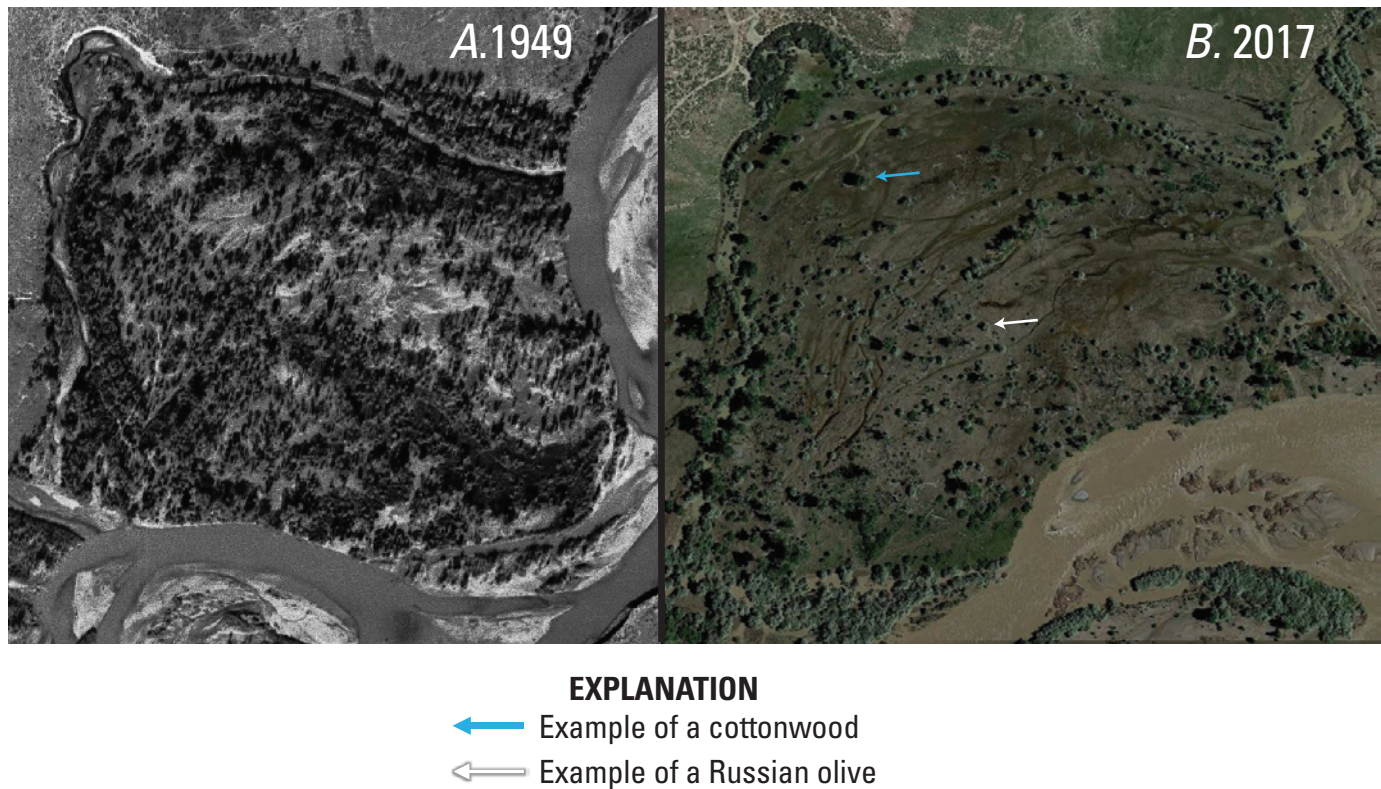 A.1949
B. 2017
EXPLANATION
Example of a cottonwood
Example of a Russian olive